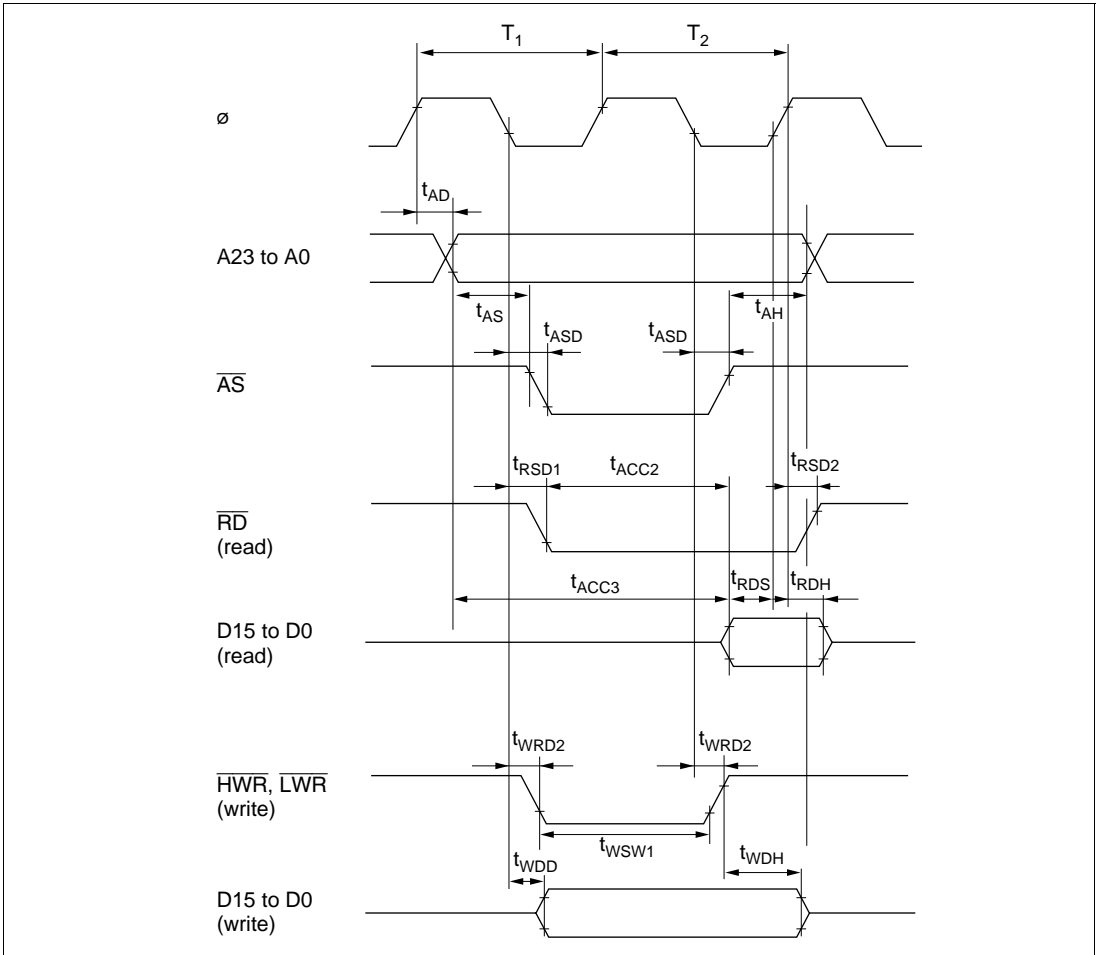 T1 T2
ø
tAD
A23 to A0
tAS tAH
tASD tASD
AS
tRSD1 tACC2 tRSD2
RD
(read)
tACC3 tRDS tRDH
D15 to D0
(read)
tWRD2 tWRD2
HWR, LWR
(write)
tWSW1
tWDD tWDH
D15 to D0
(write)